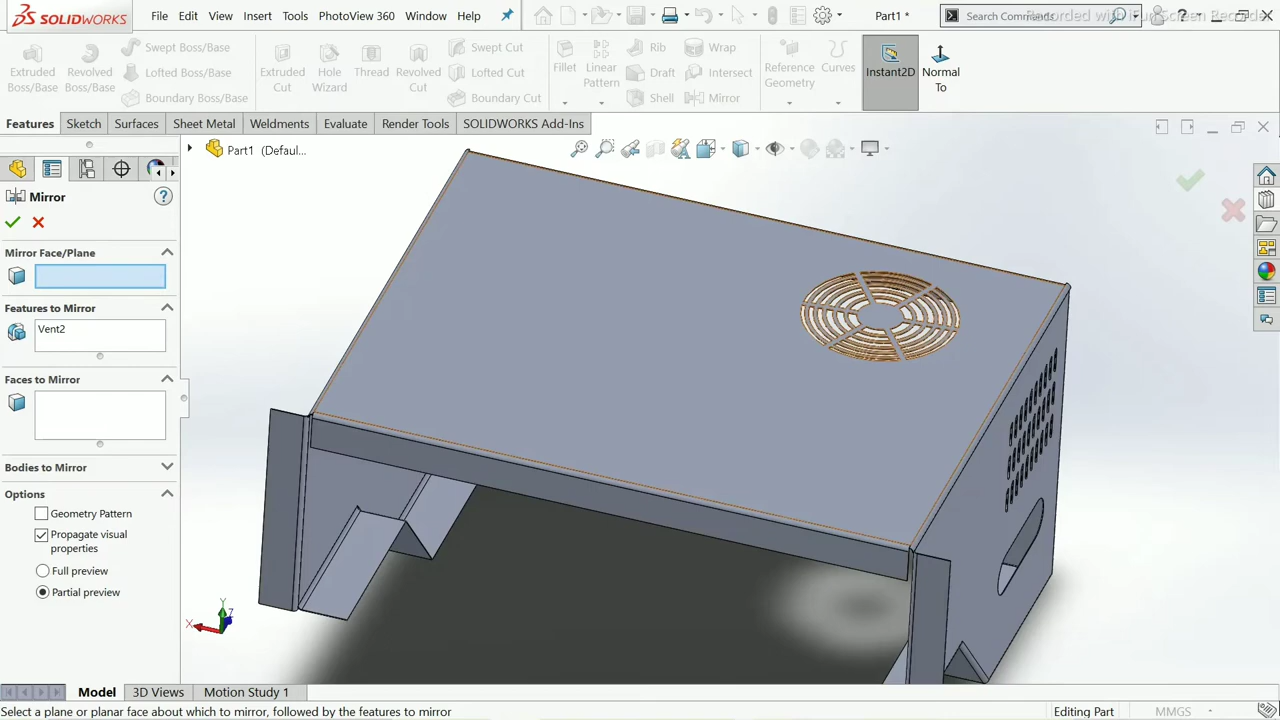 SOLIDWORKS File Edit View Insert Tools PhotoView 360 Window Help Part1 * Search Commands
Extruded Boss/Base
Revolved Boss/Base
Swept Boss/Base
Lofted Boss/Base
Boundary Boss/Base
Extruded Cut
Hole Wizard
Thread
Revolved Cut
Swept Cut
Lofted Cut
Boundary Cut
Fillet
Linear Pattern
Rib
Draft
Shell
Wrap
Intersect
Mirror
Reference Geometry
Curves
Instant2D
Normal To
Features Sketch Surfaces Sheet Metal Weldments Evaluate Render Tools SOLIDWORKS Add-Ins
Part1 (Defaul...
Mirror
Mirror Face/Plane
Features to Mirror
Vent2
Faces to Mirror
Bodies to Mirror
Options
Geometry Pattern
Propagate visual
properties
Full preview
Partial preview
Y
X
Z
Model 3D Views Motion Study 1
Select a plane or planar face about which to mirror, followed by the features to mirror Editing Part MMGS